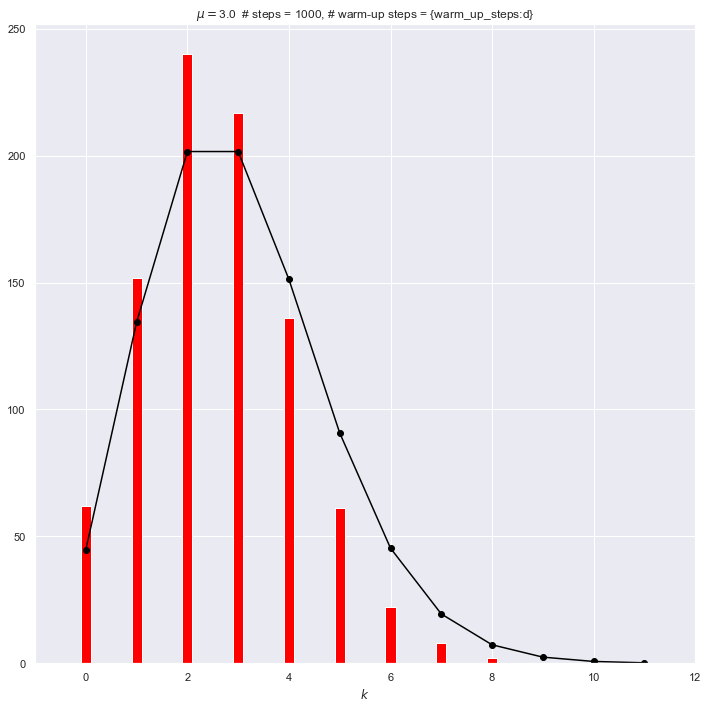 μ = 3.0 # steps = 1000, # warm-up steps = {warm_up_steps:d}
250
200
150
100
50
0
0 2 4 6 8 10 12
k